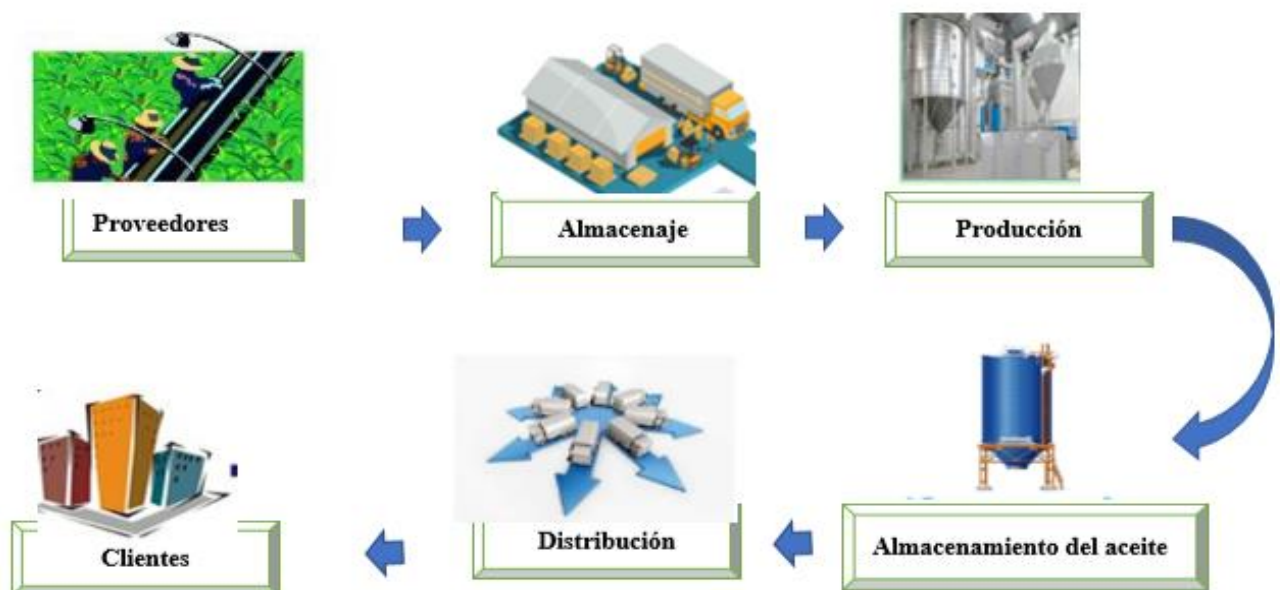 Proveedores
Almacenaje
Producción
Almacenamiento del aceite
Distribución
Clientes